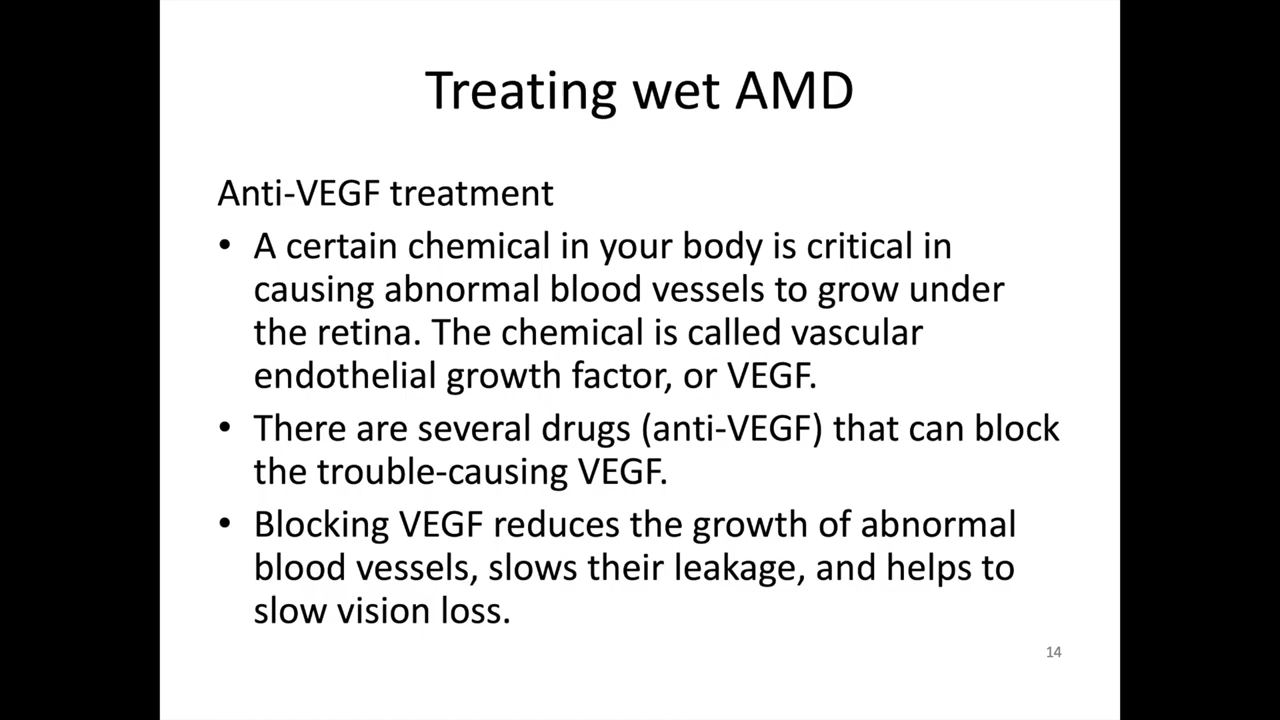 Treating wet AMD
Anti-VEGF treatment
• A certain chemical in your body is critical in
causing abnormal blood vessels to grow under
the retina. The chemical is called vascular
endothelial growth factor, or VEGF.
• There are several drugs (anti-VEGF) that can block
the trouble-causing VEGF.
• Blocking VEGF reduces the growth of abnormal
blood vessels, slows their leakage, and helps to
slow vision loss.
14